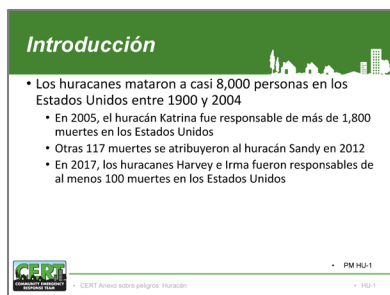 Introducción
• Los huracanes mataron a casi 8,000 personas en los
Estados Unidos entre 1900 y 2004
• En 2005, el huracán Katrina fue responsable de más de 1,800
muertes en los Estados Unidos
• Otras 117 muertes se atribuyeron al huracán Sandy en 2012
• En 2017, los huracanes Harvey e Irma fueron responsables de
al menos 100 muertes en los Estados Unidos
• PM HU-1
CERT
COMMUNITY EMERGENCY
RESPONSE TEAM
• CERT Anexo sobre peligros: Huracán
• HU-1